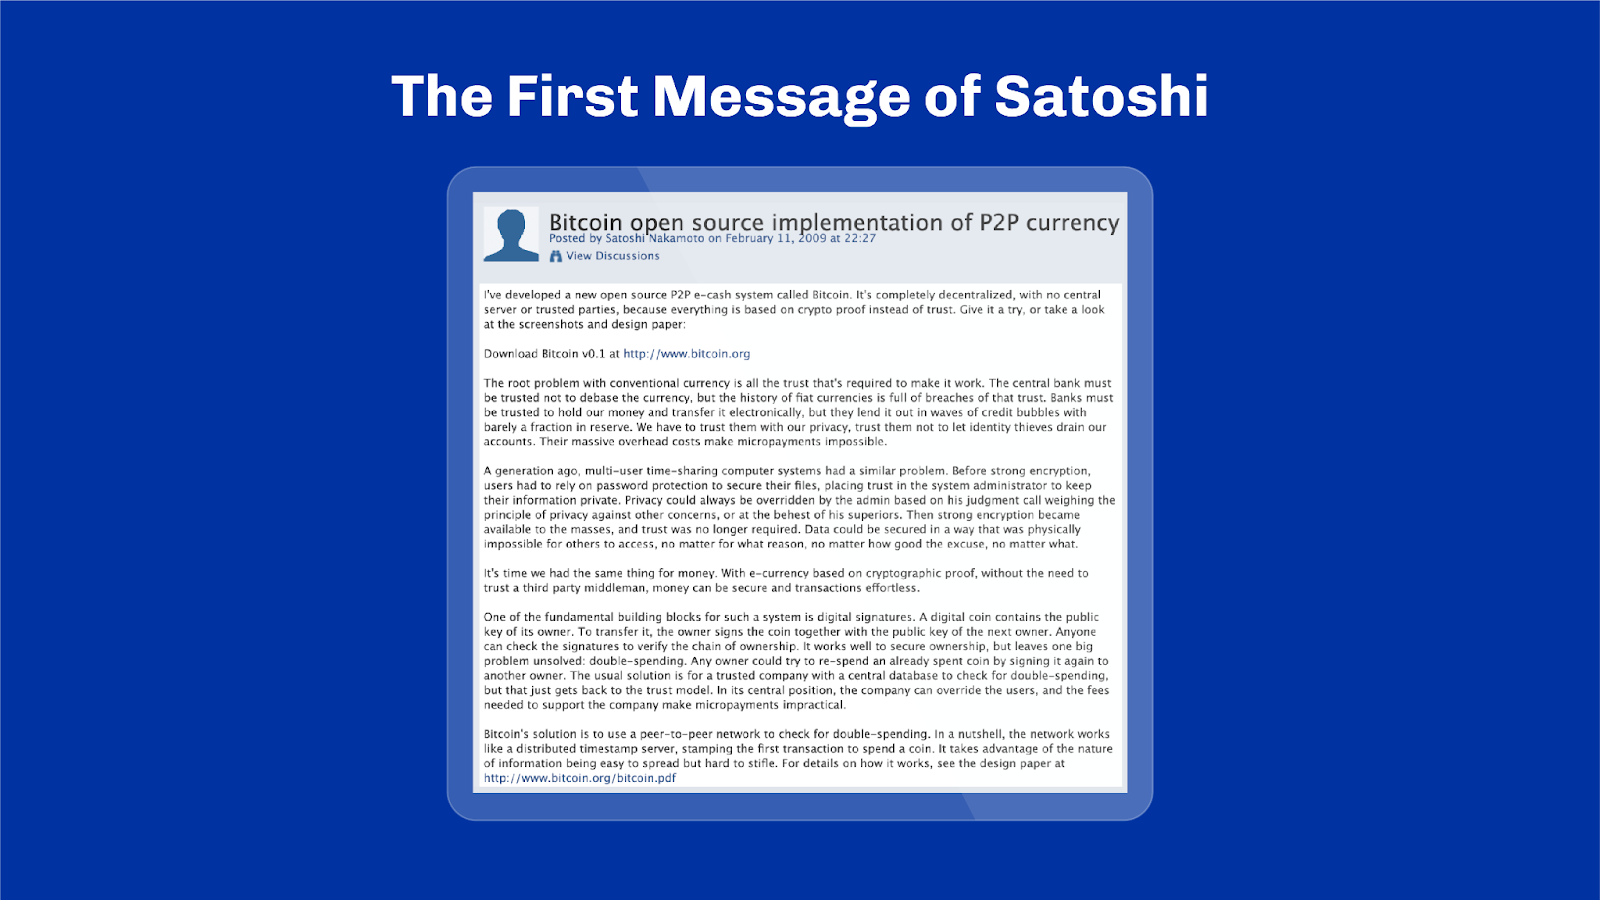 The First Message of Satoshi
Bitcoin open source implementation of P2P currency
Posted by Satoshi Nakamoto on February 11, 2009 at 22:27
View Discussions
I've developed a new open source P2P e-cash system called Bitcoin. It's completely decentralized, with no central
server or trusted parties, because everything is based on crypto proof instead of trust. Give it a try, or take a look
at the screenshots and design paper:
Download Bitcoin v0.1 at http://www.bitcoin.org
The root problem with conventional currency is all the trust that's required to make it work. The central bank must
be trusted not to debase the currency, but the history of fiat currencies is full of breaches of that trust. Banks must
be trusted to hold our money and transfer it electronically, but they lend it out in waves of credit bubbles with
barely a fraction in reserve. We have to trust them with our privacy, trust them not to let identity thieves drain our
accounts. Their massive overhead costs make micropayments impossible.
A generation ago, multi-user time-sharing computer systems had a similar problem. Before strong encryption,
users had to rely on password protection to secure their files, placing trust in the system administrator to keep
their information private. Privacy could always be overridden by the admin based on his judgment call weighing the
principle of privacy against other concerns, or at the behest of his superiors. Then strong encryption became
available to the masses, and trust was no longer required. Data could be secured in a way that was physically
impossible for others to access, no matter for what reason, no matter how good the excuse, no matter what.
It's time we had the same thing for money. With e-currency based on cryptographic proof, without the need to
trust a third party middleman, money can be secure and transactions effortless.
One of the fundamental building blocks for such a system is digital signatures. A digital coin contains the public
key of its owner. To transfer it, the owner signs the coin together with the public key of the next owner. Anyone
can check the signatures to verify the chain of ownership. It works well to secure ownership, but leaves one big
problem unsolved: double-spending. Any owner could try to re-spend an already spent coin by signing it again to
another owner. The usual solution is for a trusted company with a central database to check for double-spending,
but that just gets back to the trust model. In its central position, the company can override the users, and the fees
needed to support the company make micropayments impractical.
Bitcoin's solution is to use a peer-to-peer network to check for double-spending. In a nutshell, the network works
like a distributed timestamp server, stamping the first transaction to spend a coin. It takes advantage of the nature
of information being easy to spread but hard to stifle. For details on how it works, see the design paper at
http://www.bitcoin.org/bitcoin.pdf